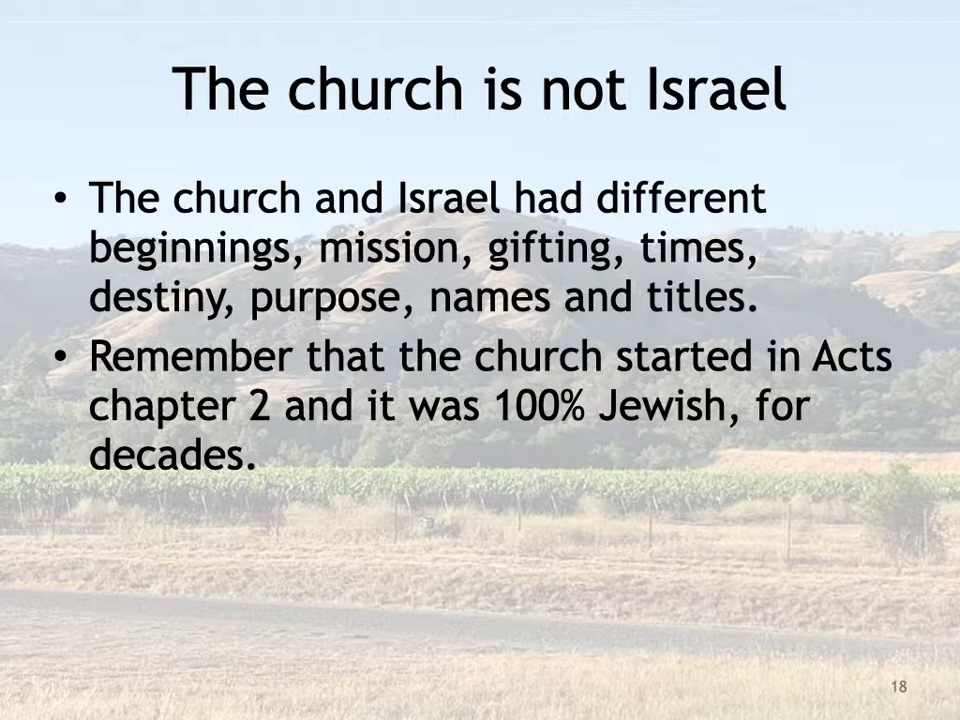 The church is not Israel
• The church and Israel had different
beginnings, mission, gifting, times,
destiny, purpose, names and titles.
• Remember that the church started in Acts
chapter 2 and it was 100% Jewish, for
decades.
18